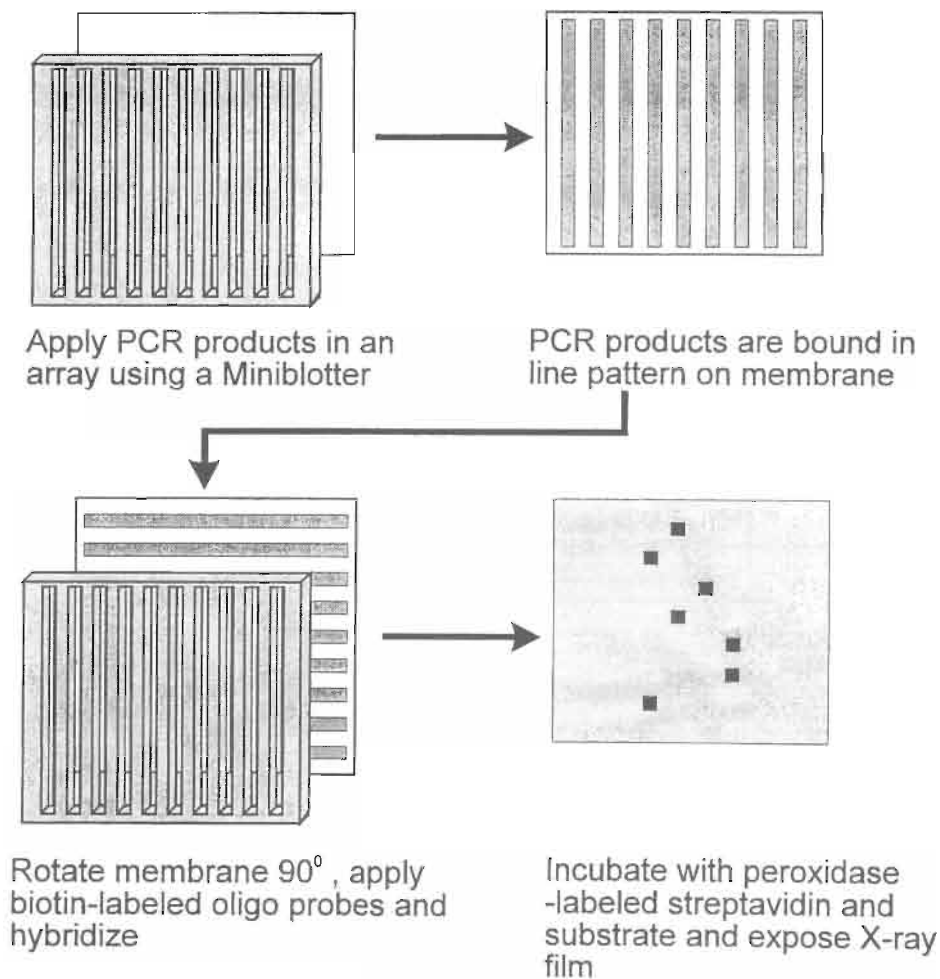 Apply PCR products in an
array using a Miniblotter
PCR products are bound in
line pattern on membrane
Rotate membrane 90⁰ , apply
biotin-labeled oligo probes and
hybridize
Incubate with peroxidase
-labeled streptavidin and
substrate and expose X-ray
film